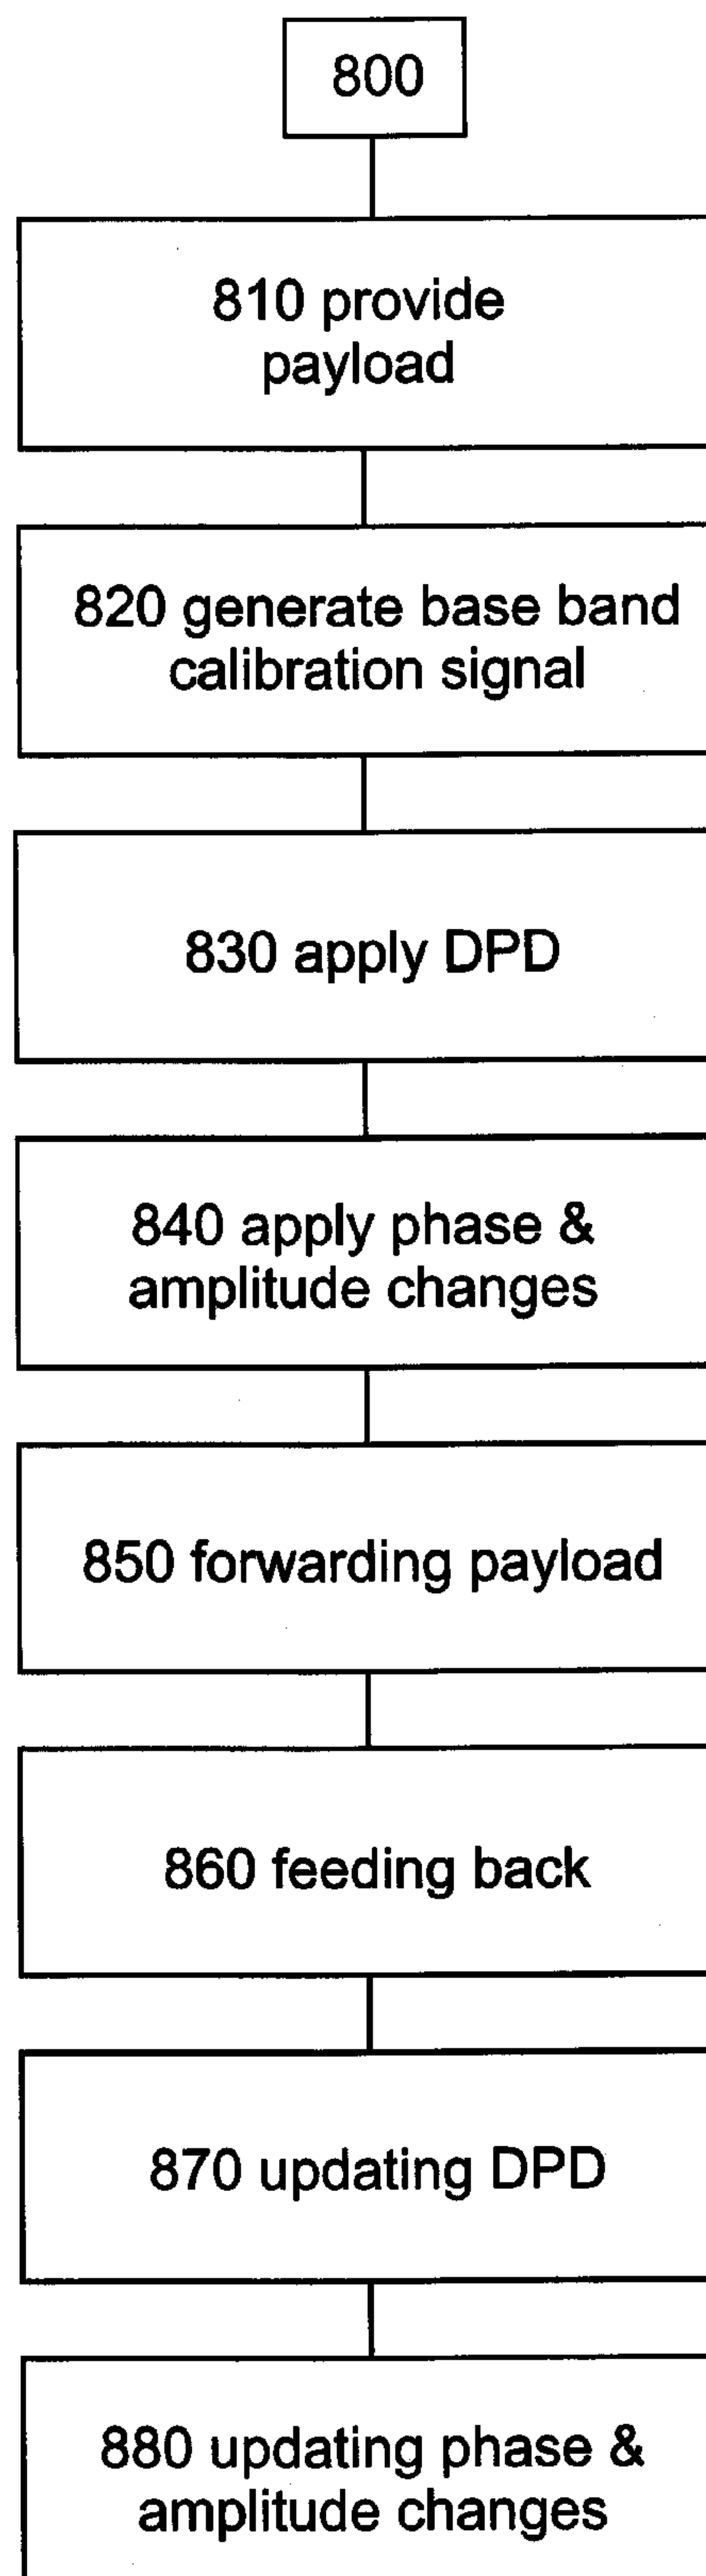 800
810 provide
payload
820 generate base band
calibration signal
830 apply DPD
840 apply phase &
amplitude changes
850 forwarding payload
860 feeding back
870 updating DPD
880 updating phase &
amplitude changes